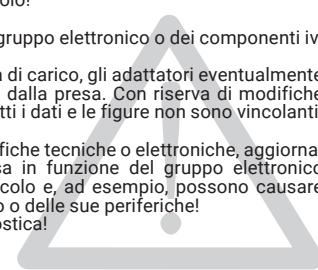 colo!
gruppo elettronico o dei componenti iv
di carico, gli adattatori eventualmente
dalla presa. Con riserva di modifiche
tti i dati e le figure non sono vincolanti
fiche tecniche o elettroniche, aggiorna
sa in funzione del gruppo elettronico
colo e, ad esempio, possono causare
o o delle sue periferiche!
ostica!